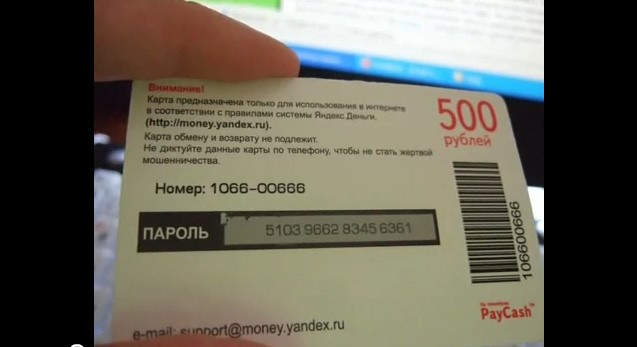 Внимание!
Карта предназначена только для использования в интернете
в соответствии с правилами системы Яндекс.Деньги.
(http://money.yandex.ru).
Карта обмену и возврату не подлежит.
Не диктуйте данные карты по телефону, чтобы не стать жертвой
мошенничества.
500
рублей
Номер: 1066-00666
ПАРОЛЬ 5103 9662 8345 6361
106600666
PayCash™
e-mail: support@money.yandex.ru